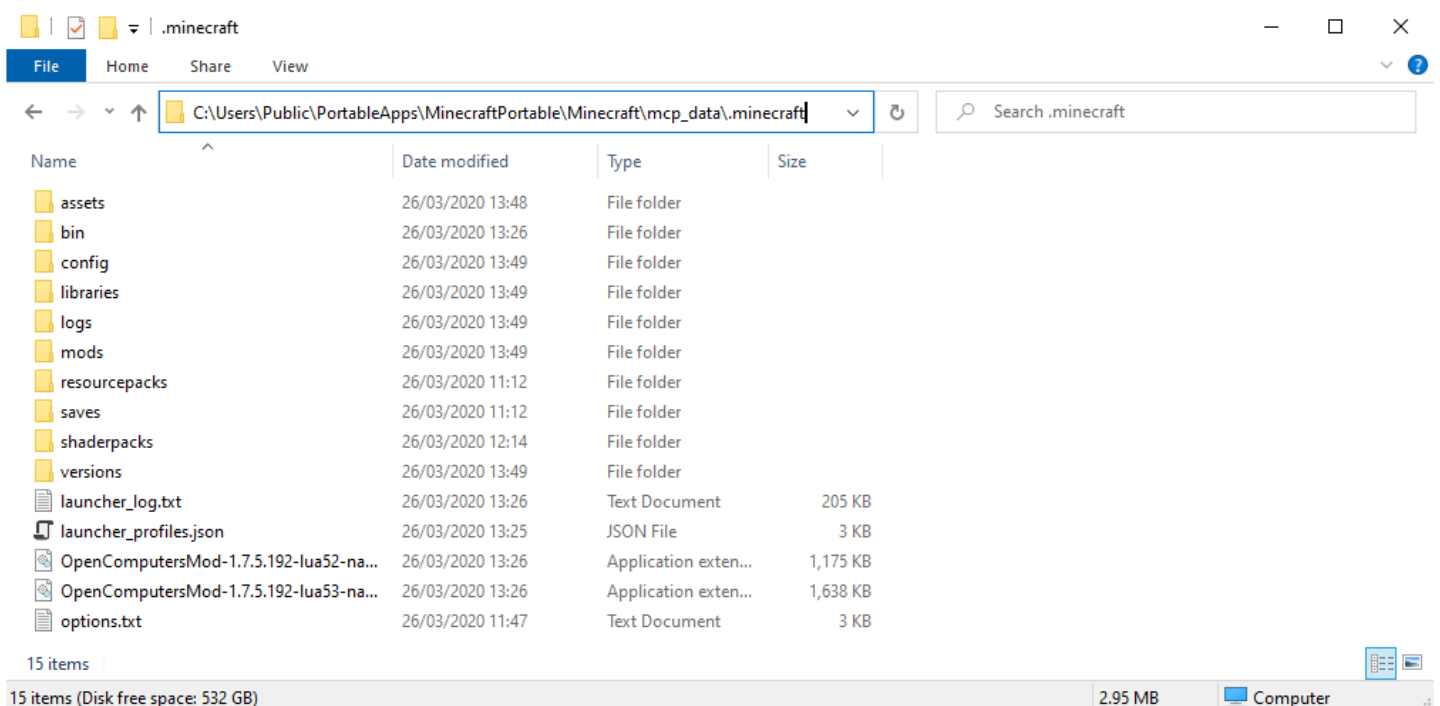 .minecraft
File Home Share View
C:\Users\Public\PortableApps\MinecraftPortable\Minecraft\mcp_data\.minecraft Search .minecraft
Name Date modified Type Size
assets 26/03/2020 13:48 File folder
bin 26/03/2020 13:26 File folder
config 26/03/2020 13:49 File folder
libraries 26/03/2020 13:49 File folder
logs 26/03/2020 13:49 File folder
mods 26/03/2020 13:49 File folder
resourcepacks 26/03/2020 11:12 File folder
saves 26/03/2020 11:12 File folder
shaderpacks 26/03/2020 12:14 File folder
versions 26/03/2020 13:49 File folder
launcher_log.txt 26/03/2020 13:26 Text Document 205 KB
launcher_profiles.json 26/03/2020 13:25 JSON File 3 KB
OpenComputersMod-1.7.5.192-lua52-na... 26/03/2020 13:26 Application exten... 1,175 KB
OpenComputersMod-1.7.5.192-lua53-na... 26/03/2020 13:26 Application exten... 1,638 KB
options.txt 26/03/2020 11:47 Text Document 3 KB
15 items
15 items (Disk free space: 532 GB) 2.95 MB Computer